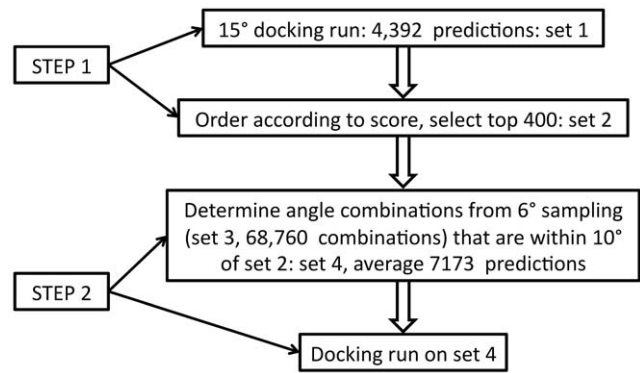 15° docking run: 4,392 predictions: set 1
STEP 1
Order according to score, select top 400: set 2
Determine angle combinations from 6° sampling
(set 3, 68,760 combinations) that are within 10°
of set 2: set 4, average 7173 predictions
STEP 2
Docking run on set 4